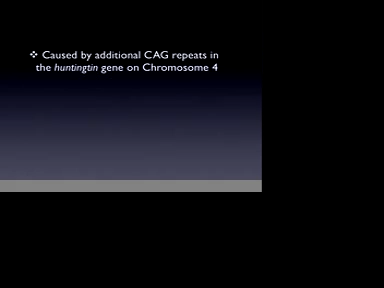 ❖ Caused by additional CAG repeats in
the huntingtin gene on Chromosome 4